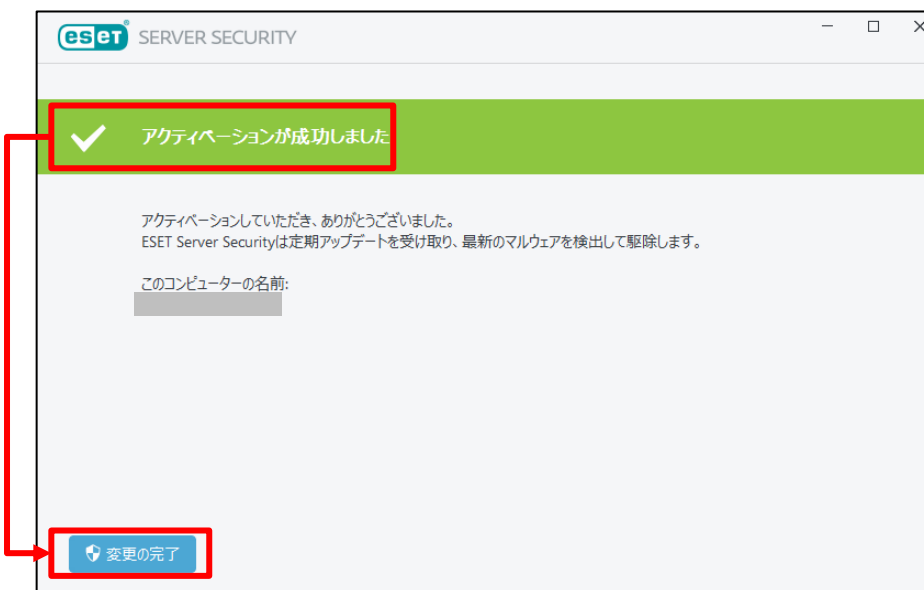 eset SERVER SECURITY
アクティベーションが成功しました
アクティベーションしていただき、ありがとうございました。
ESET Server Securityは定期アップデートを受け取り、最新のマルウェアを検出して駆除します。
このコンピューターの名前:
変更の完了